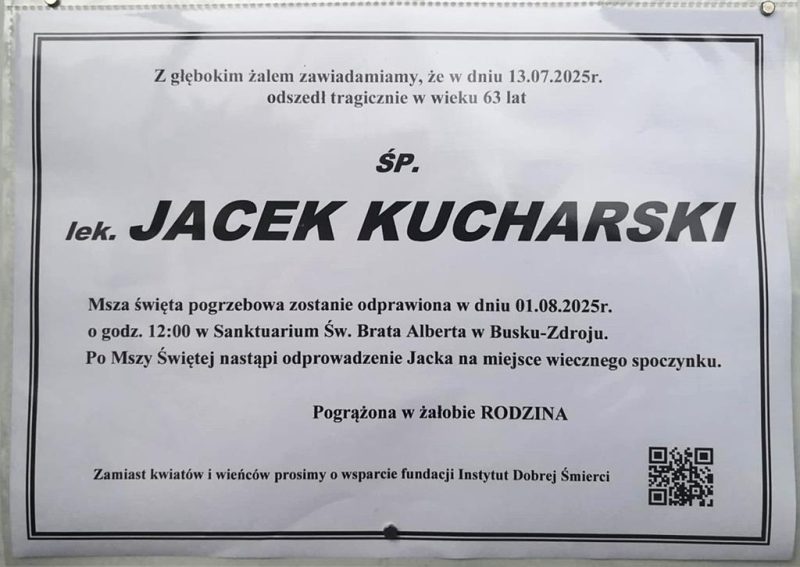 Z głębokim żalem zawiadamiamy, że w dniu 13.07.2025r.
odszedł tragicznie w wieku 63 lat
ŚP.
lek. JACEK KUCHARSKI
Msza święta pogrzebowa zostanie odprawiona w dniu 01.08.2025r.
o godz. 12:00 w Sanktuarium Św. Brata Alberta w Busku-Zdroju.
Po Mszy Świętej nastąpi odprowadzenie Jacka na miejsce wiecznego spoczynku.
Pogrążona w żałobie RODZINA
Zamiast kwiatów i wieńców prosimy o wsparcie fundacji Instytut Dobrej Śmierci